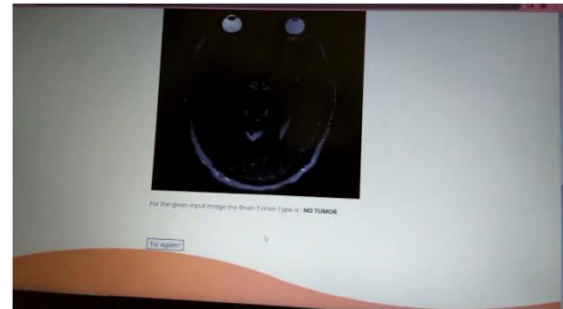 For the given input image the Brain Tumor Type is : NO TUMOR
Try again?